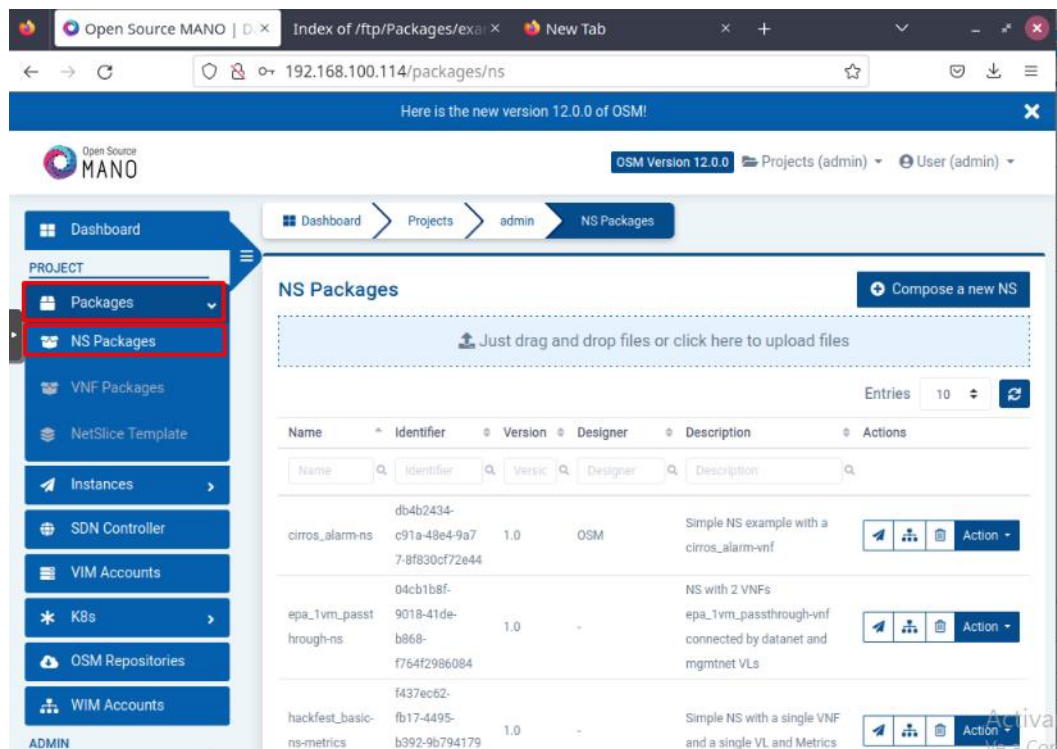 Open Source MANO | D
Index of /ftp/Packages/exa
New Tab
192.168.100.114/packages/ns
Here is the new version 12.0.0 of OSM!
Open Source
MANO
OSM Version 12.0.0
Projects (admin)
User (admin)
Dashboard
PROJECT
Packages
NS Packages
VNF Packages
NetSlice Template
Instances
SDN Controller
VIM Accounts
K8s
OSM Repositories
WIM Accounts
ADMIN
Dashboard Projects admin NS Packages
NS Packages
Compose a new NS
Just drag and drop files or click here to upload files
Entries 10
Name Identifier Version Designer Description Actions
Name Identifier Versic Designer Description
cirros_alarm-ns
db4b2434-
c91a-48e4-9a7
7-8f830cf72e44
1.0
OSM
Simple NS example with a
cirros_alarm-vnf
Action
epa_1vm_passt
hrough-ns
04cb1b8f-
9018-41de-
b868-
f764f2986084
1.0
-
NS with 2 VNFs
epa_1vm_passthrough-vnf
connected by datanet and
mgmtnet VLs
Action
hackfest_basic-
ns-metrics
f437ec62-
fb17-4495-
b392-9b794179
1.0
-
Simple NS with a single VNF
and a single VL and Metrics
Action
Activa